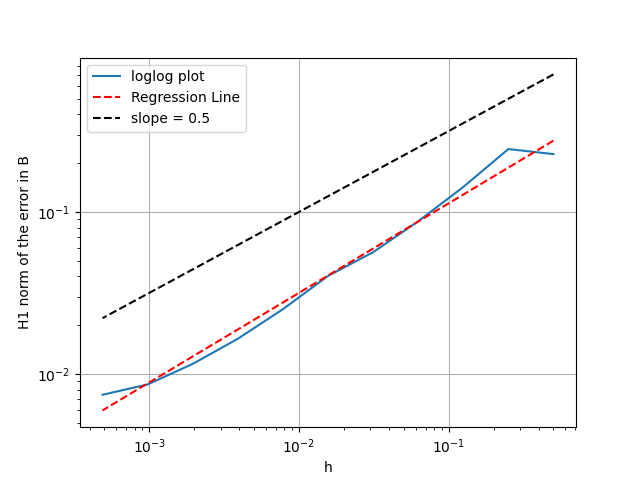 loglog plot
Regression Line
slope = 0.5
H1 norm of the error in B
10⁻¹
10⁻²
10⁻³
10⁻²
10⁻¹
h